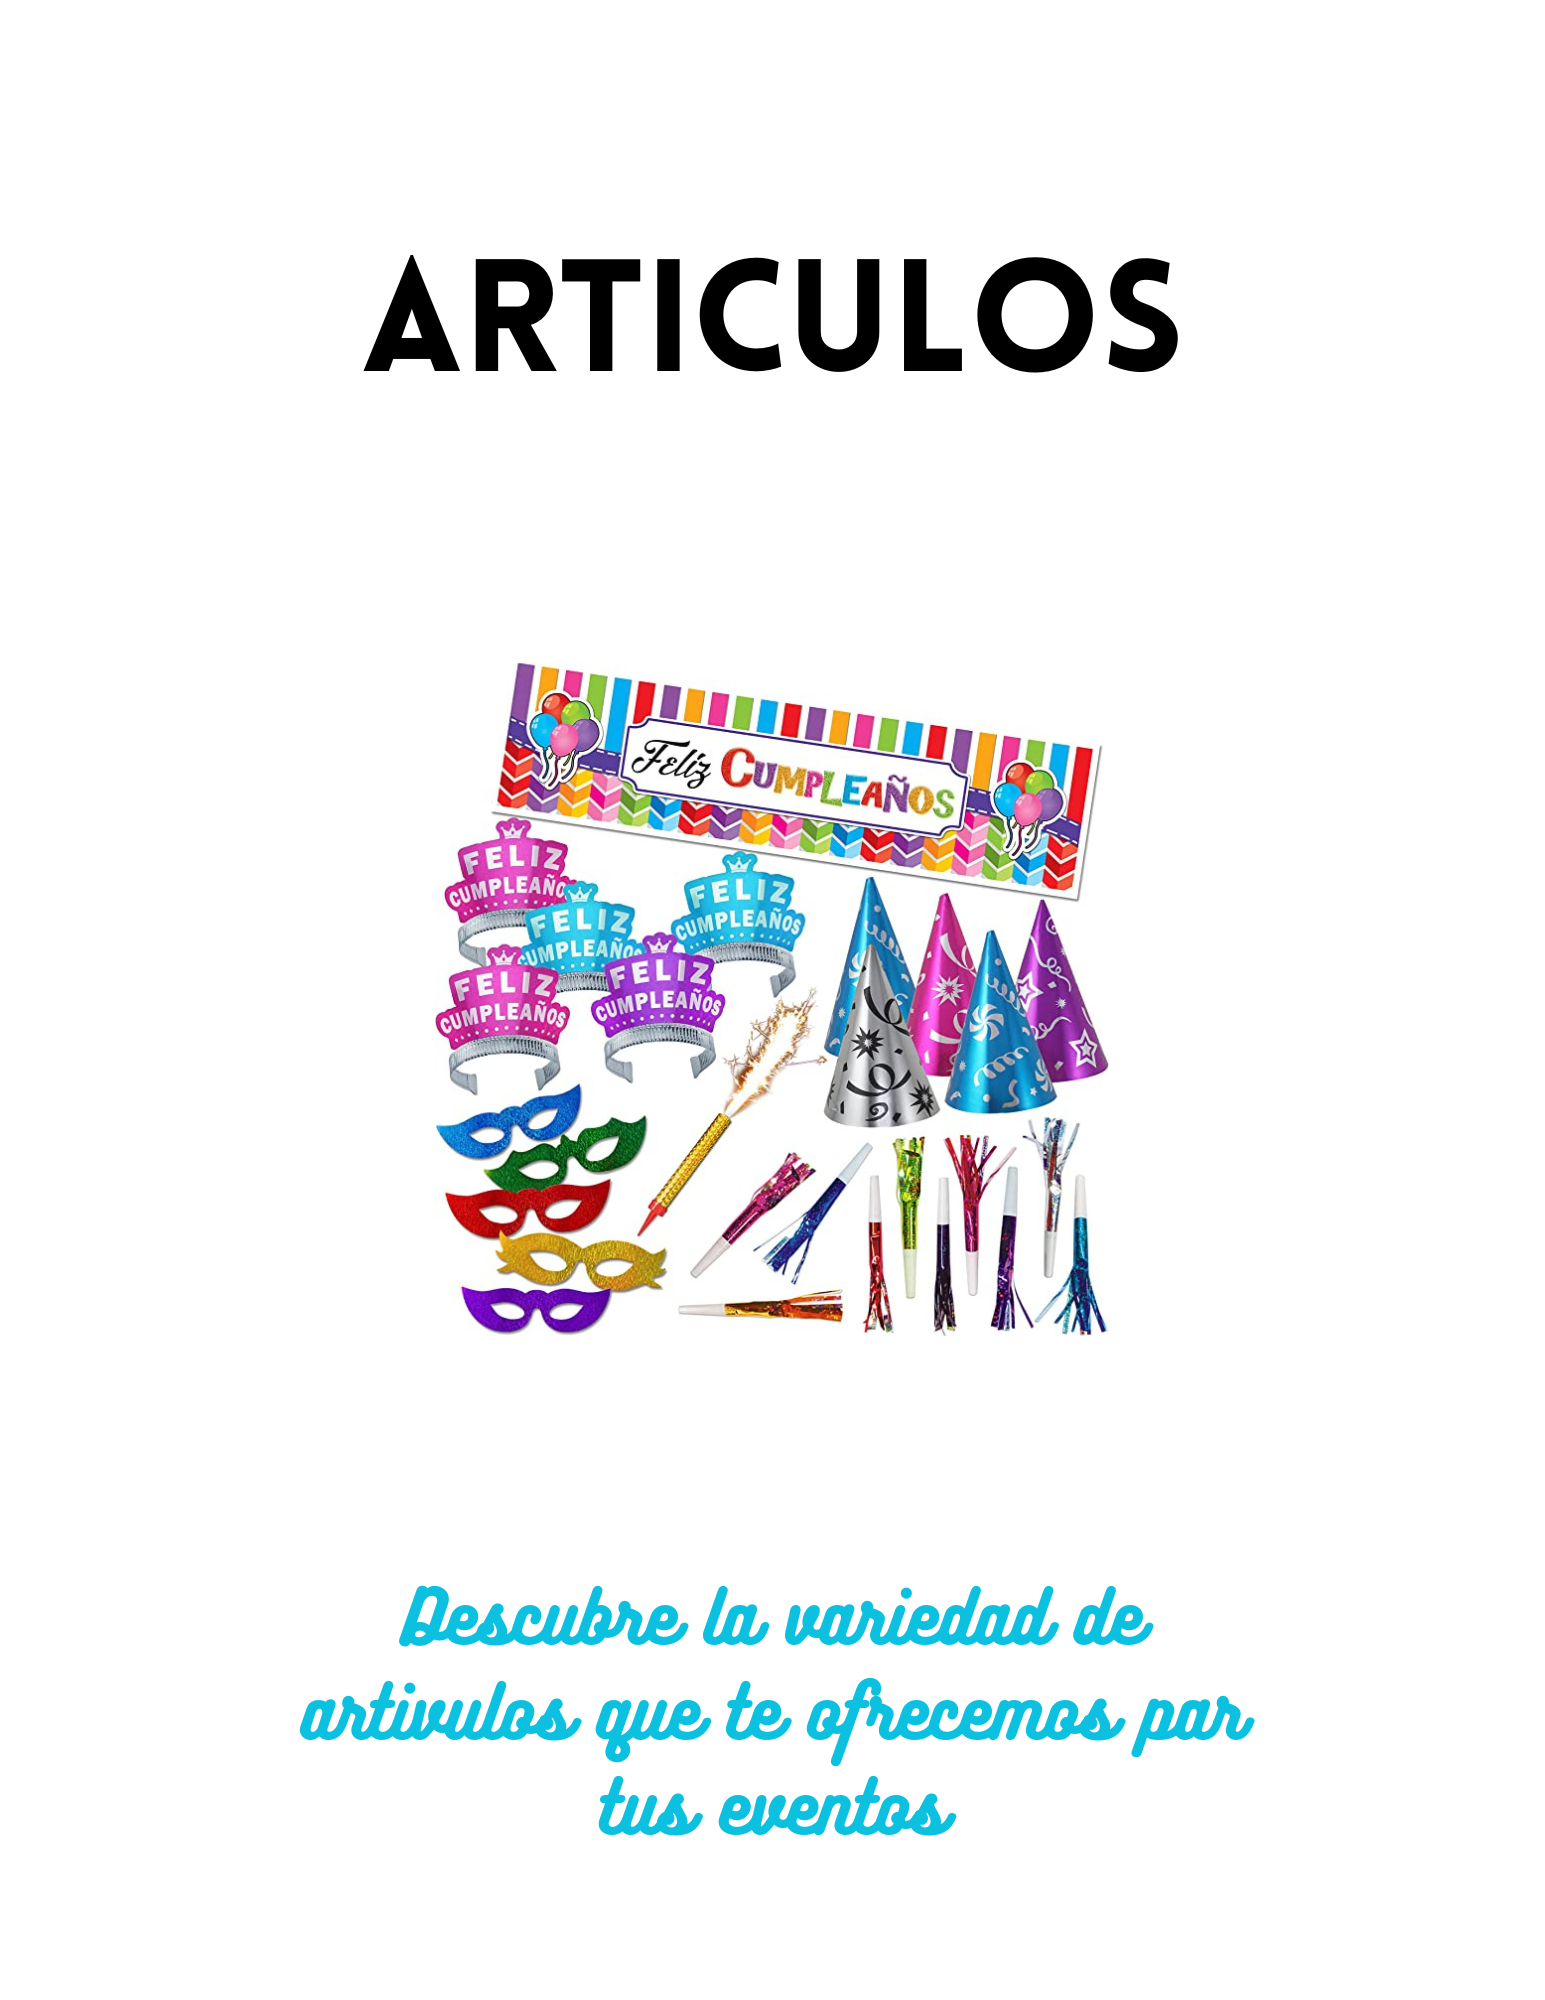 ARTICULOS
Feliz CUMPLEAÑOS
FELIZ
CUMPLEAÑO
FELIZ
CUMPLEAÑOS
FELIZ
CUMPLEAÑOS
FELIZ
CUMPLEAÑOS
FELIZ
CUMPLEAÑOS
Descubre la variedad de
artivulos que te ofrecemos par
tus eventos